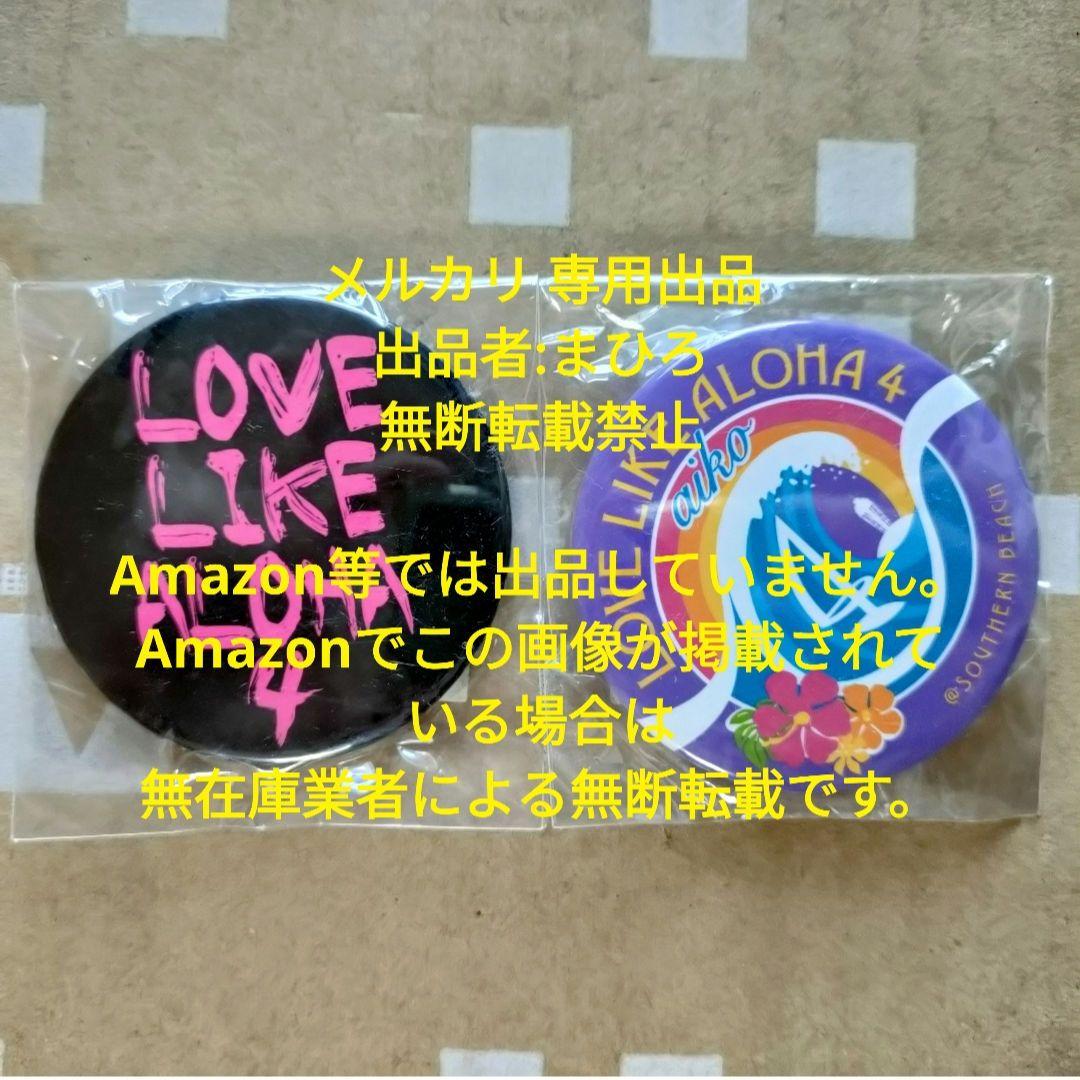 メルカリ 専用出品
出品者:まひろ
無断転載禁止
Amazon等では出品していません。
Amazonでこの画像が掲載されて
いる場合は
無在庫業者による無断転載です。
LOVE
LIKE
ALOHA
4
LOVE LIKE ALOHA 4
aiko
@SOUTHERN BEACH